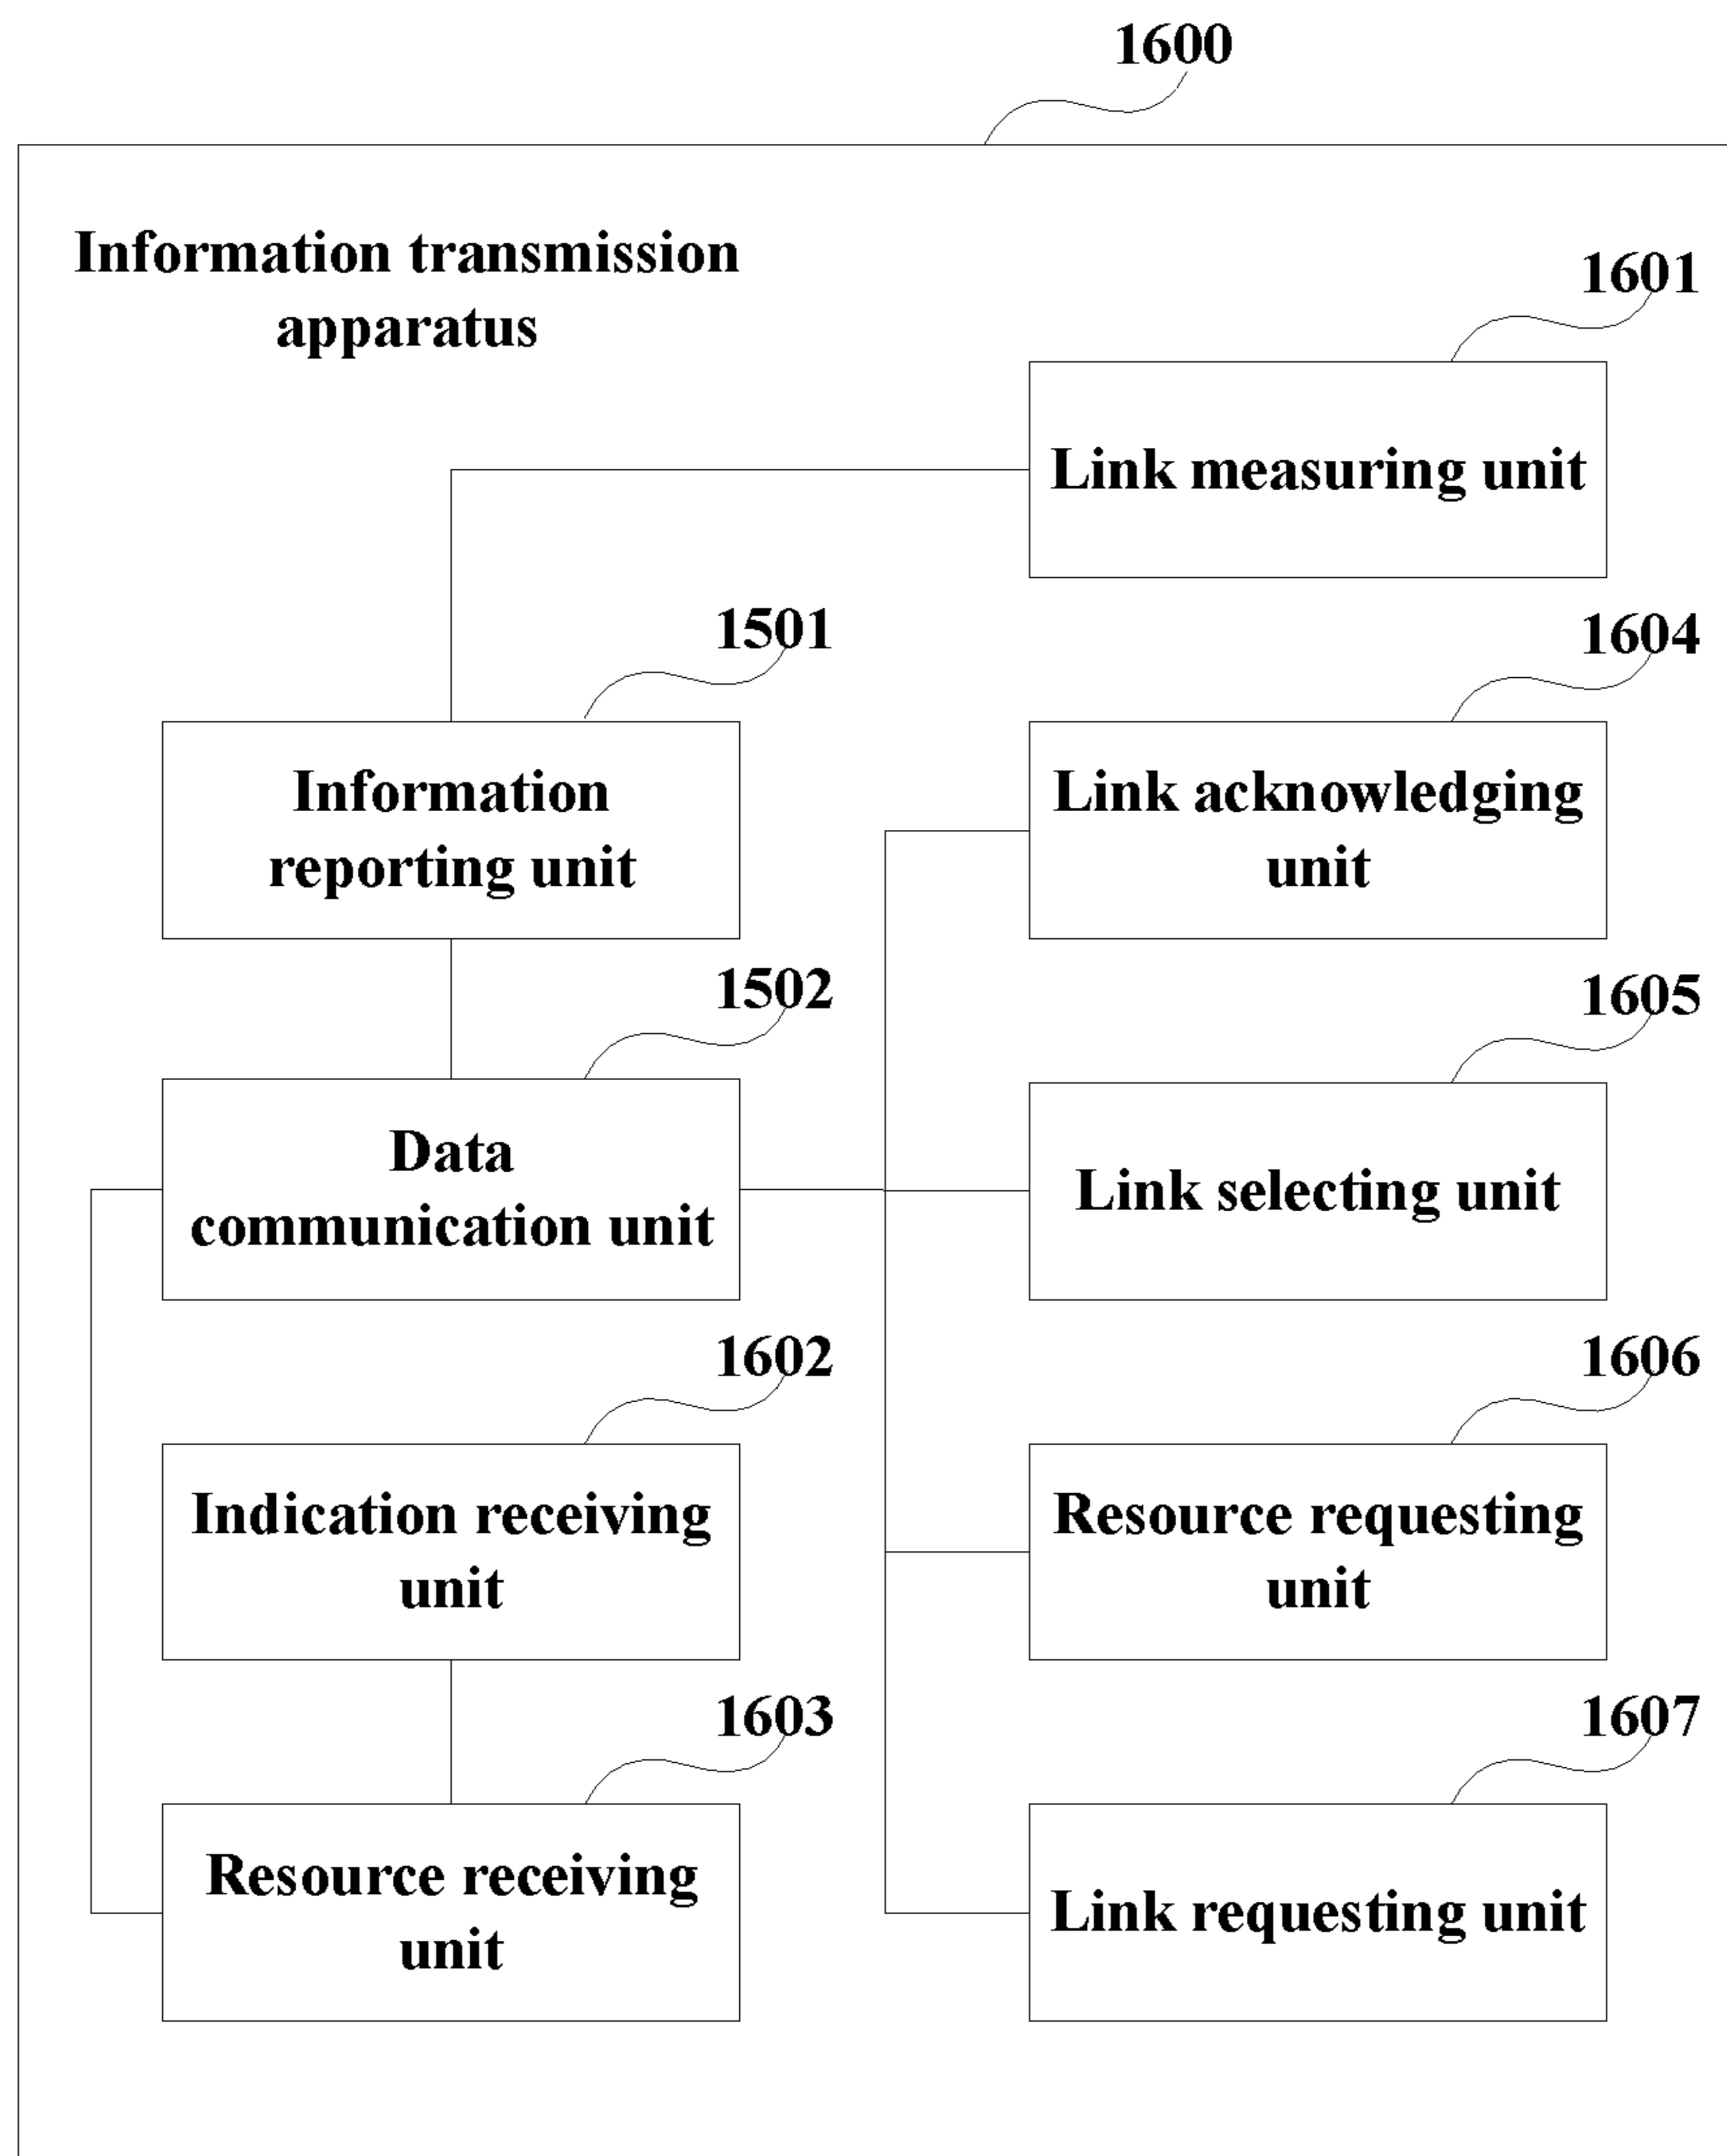 1600
Information transmission
apparatus
1601
Link measuring unit
1501
1604
Information
reporting unit
Link acknowledging
unit
1502
1605
Data
communication unit
Link selecting unit
1602
1606
Indication receiving
unit
Resource requesting
unit
1603
1607
Resource receiving
unit
Link requesting unit